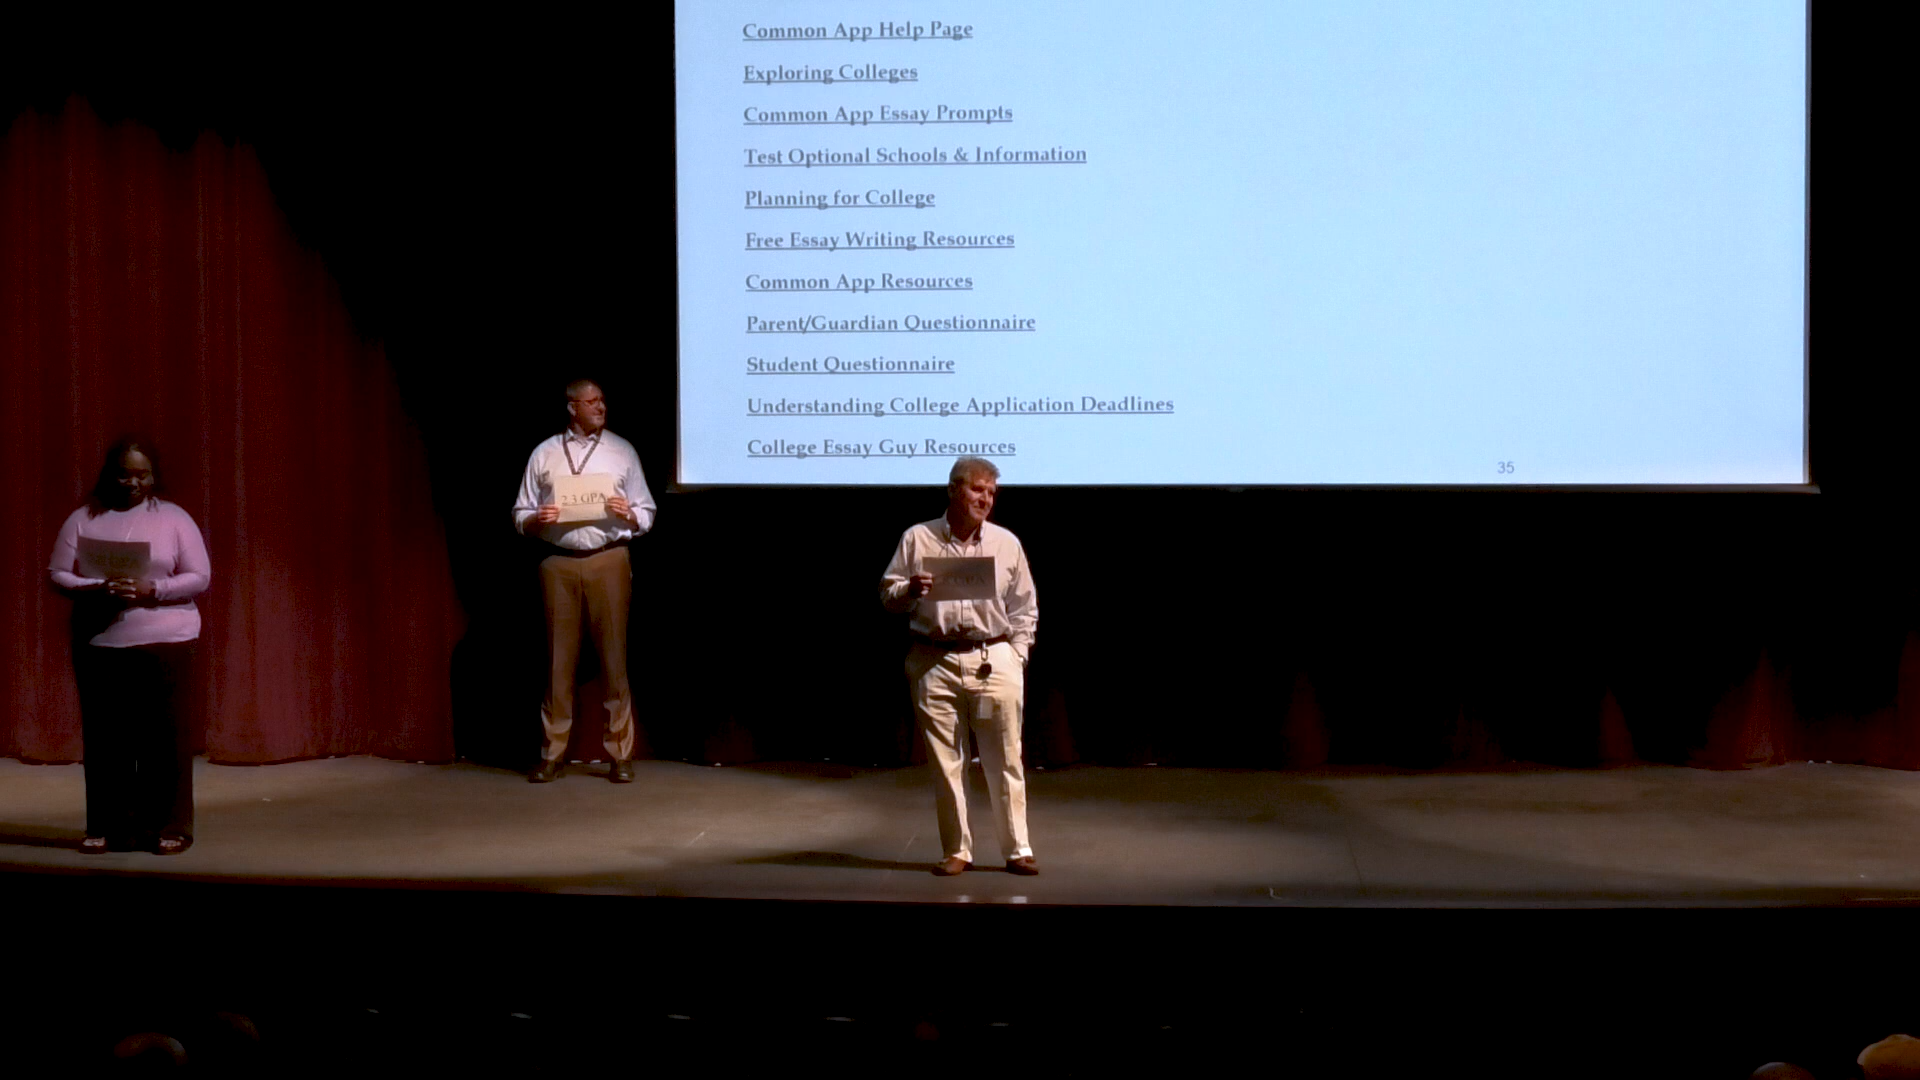 Common App Help Page
Exploring Colleges
Common App Essay Prompts
Test Optional Schools & Information
Planning for College
Free Essay Writing Resources
Common App Resources
Parent/Guardian Questionnaire
Student Questionnaire
Understanding College Application Deadlines
College Essay Guy Resources
35
2.3 GPA
GPA